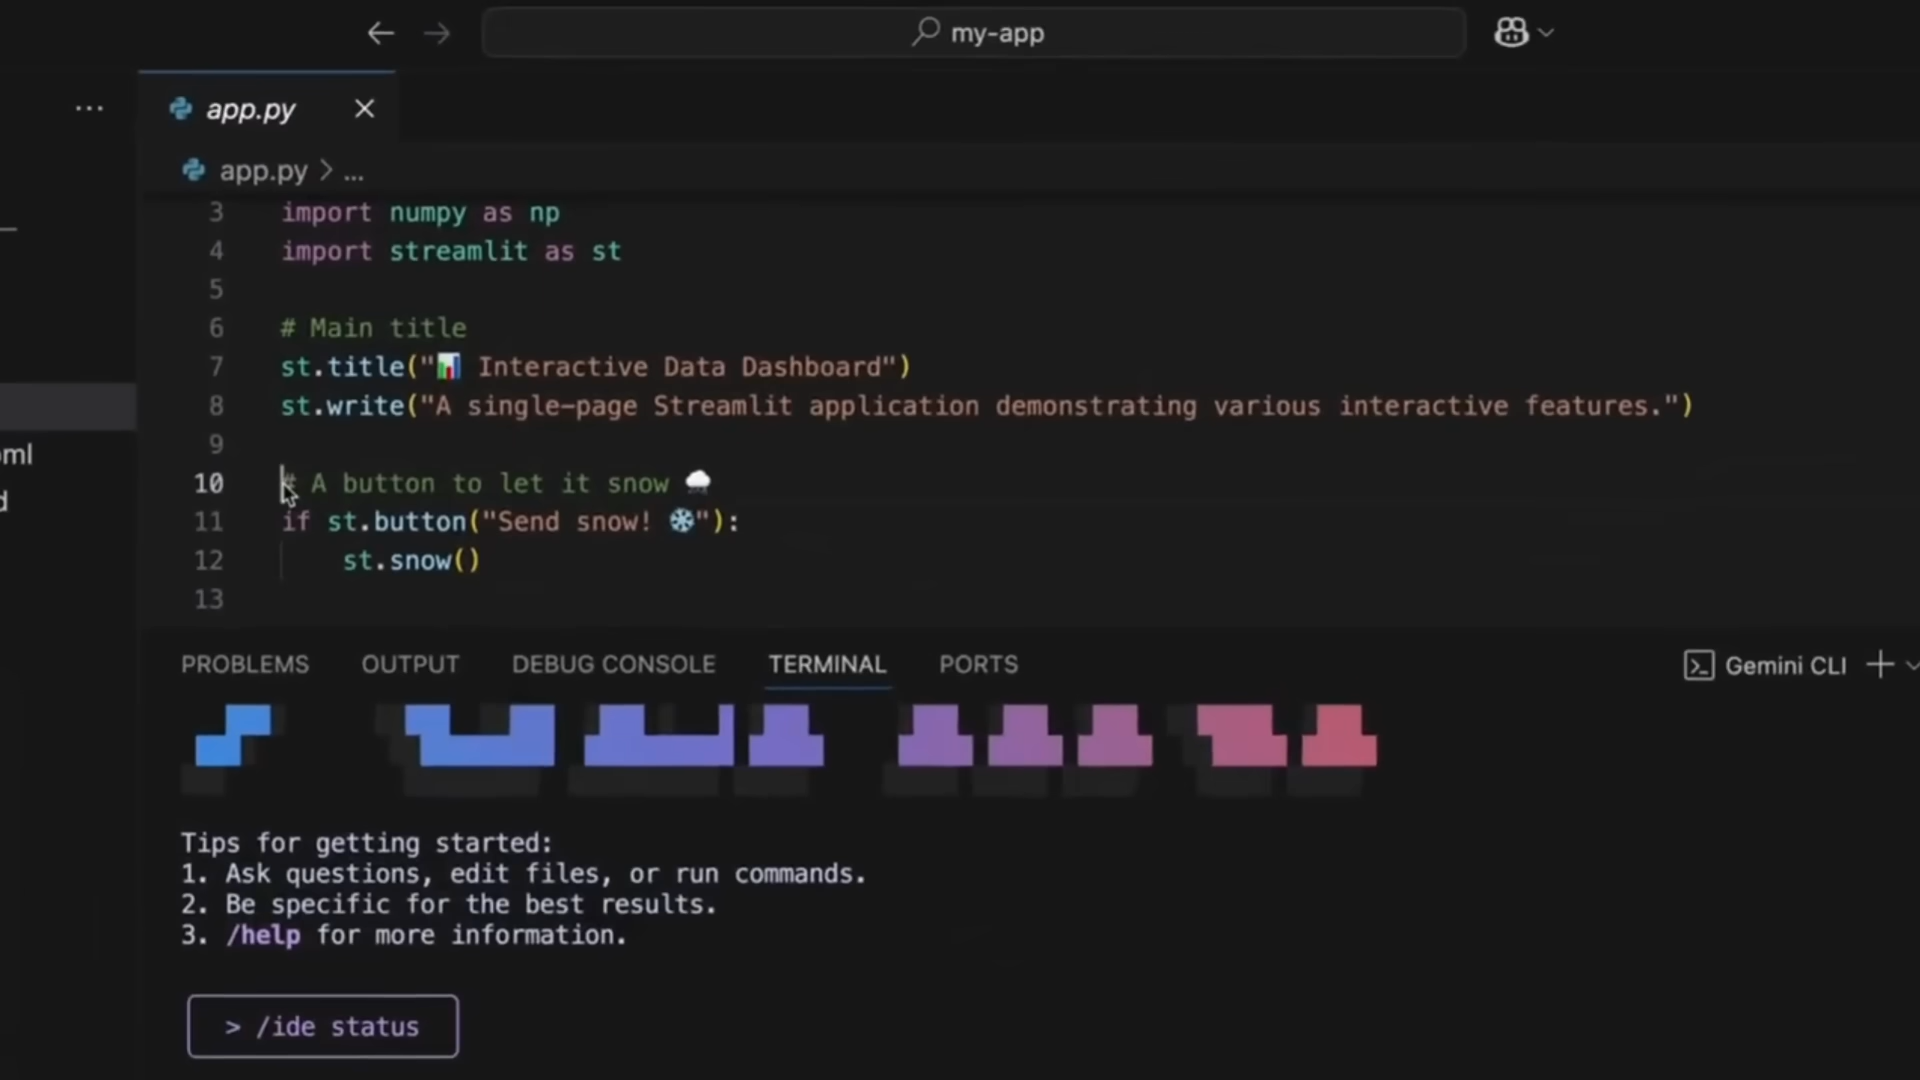 my-app
app.py
app.py > ...
3 import numpy as np
4 import streamlit as st
5
6 # Main title
7 st.title("📊 Interactive Data Dashboard")
8 st.write("A single-page Streamlit application demonstrating various interactive features.")
9
oml
10 # A button to let it snow 🌨
d
11 if st.button("Send snow! ❄"):
12 st.snow()
13
PROBLEMS OUTPUT DEBUG CONSOLE TERMINAL PORTS Gemini CLI
Tips for getting started:
1. Ask questions, edit files, or run commands.
2. Be specific for the best results.
3. /help for more information.
> /ide status